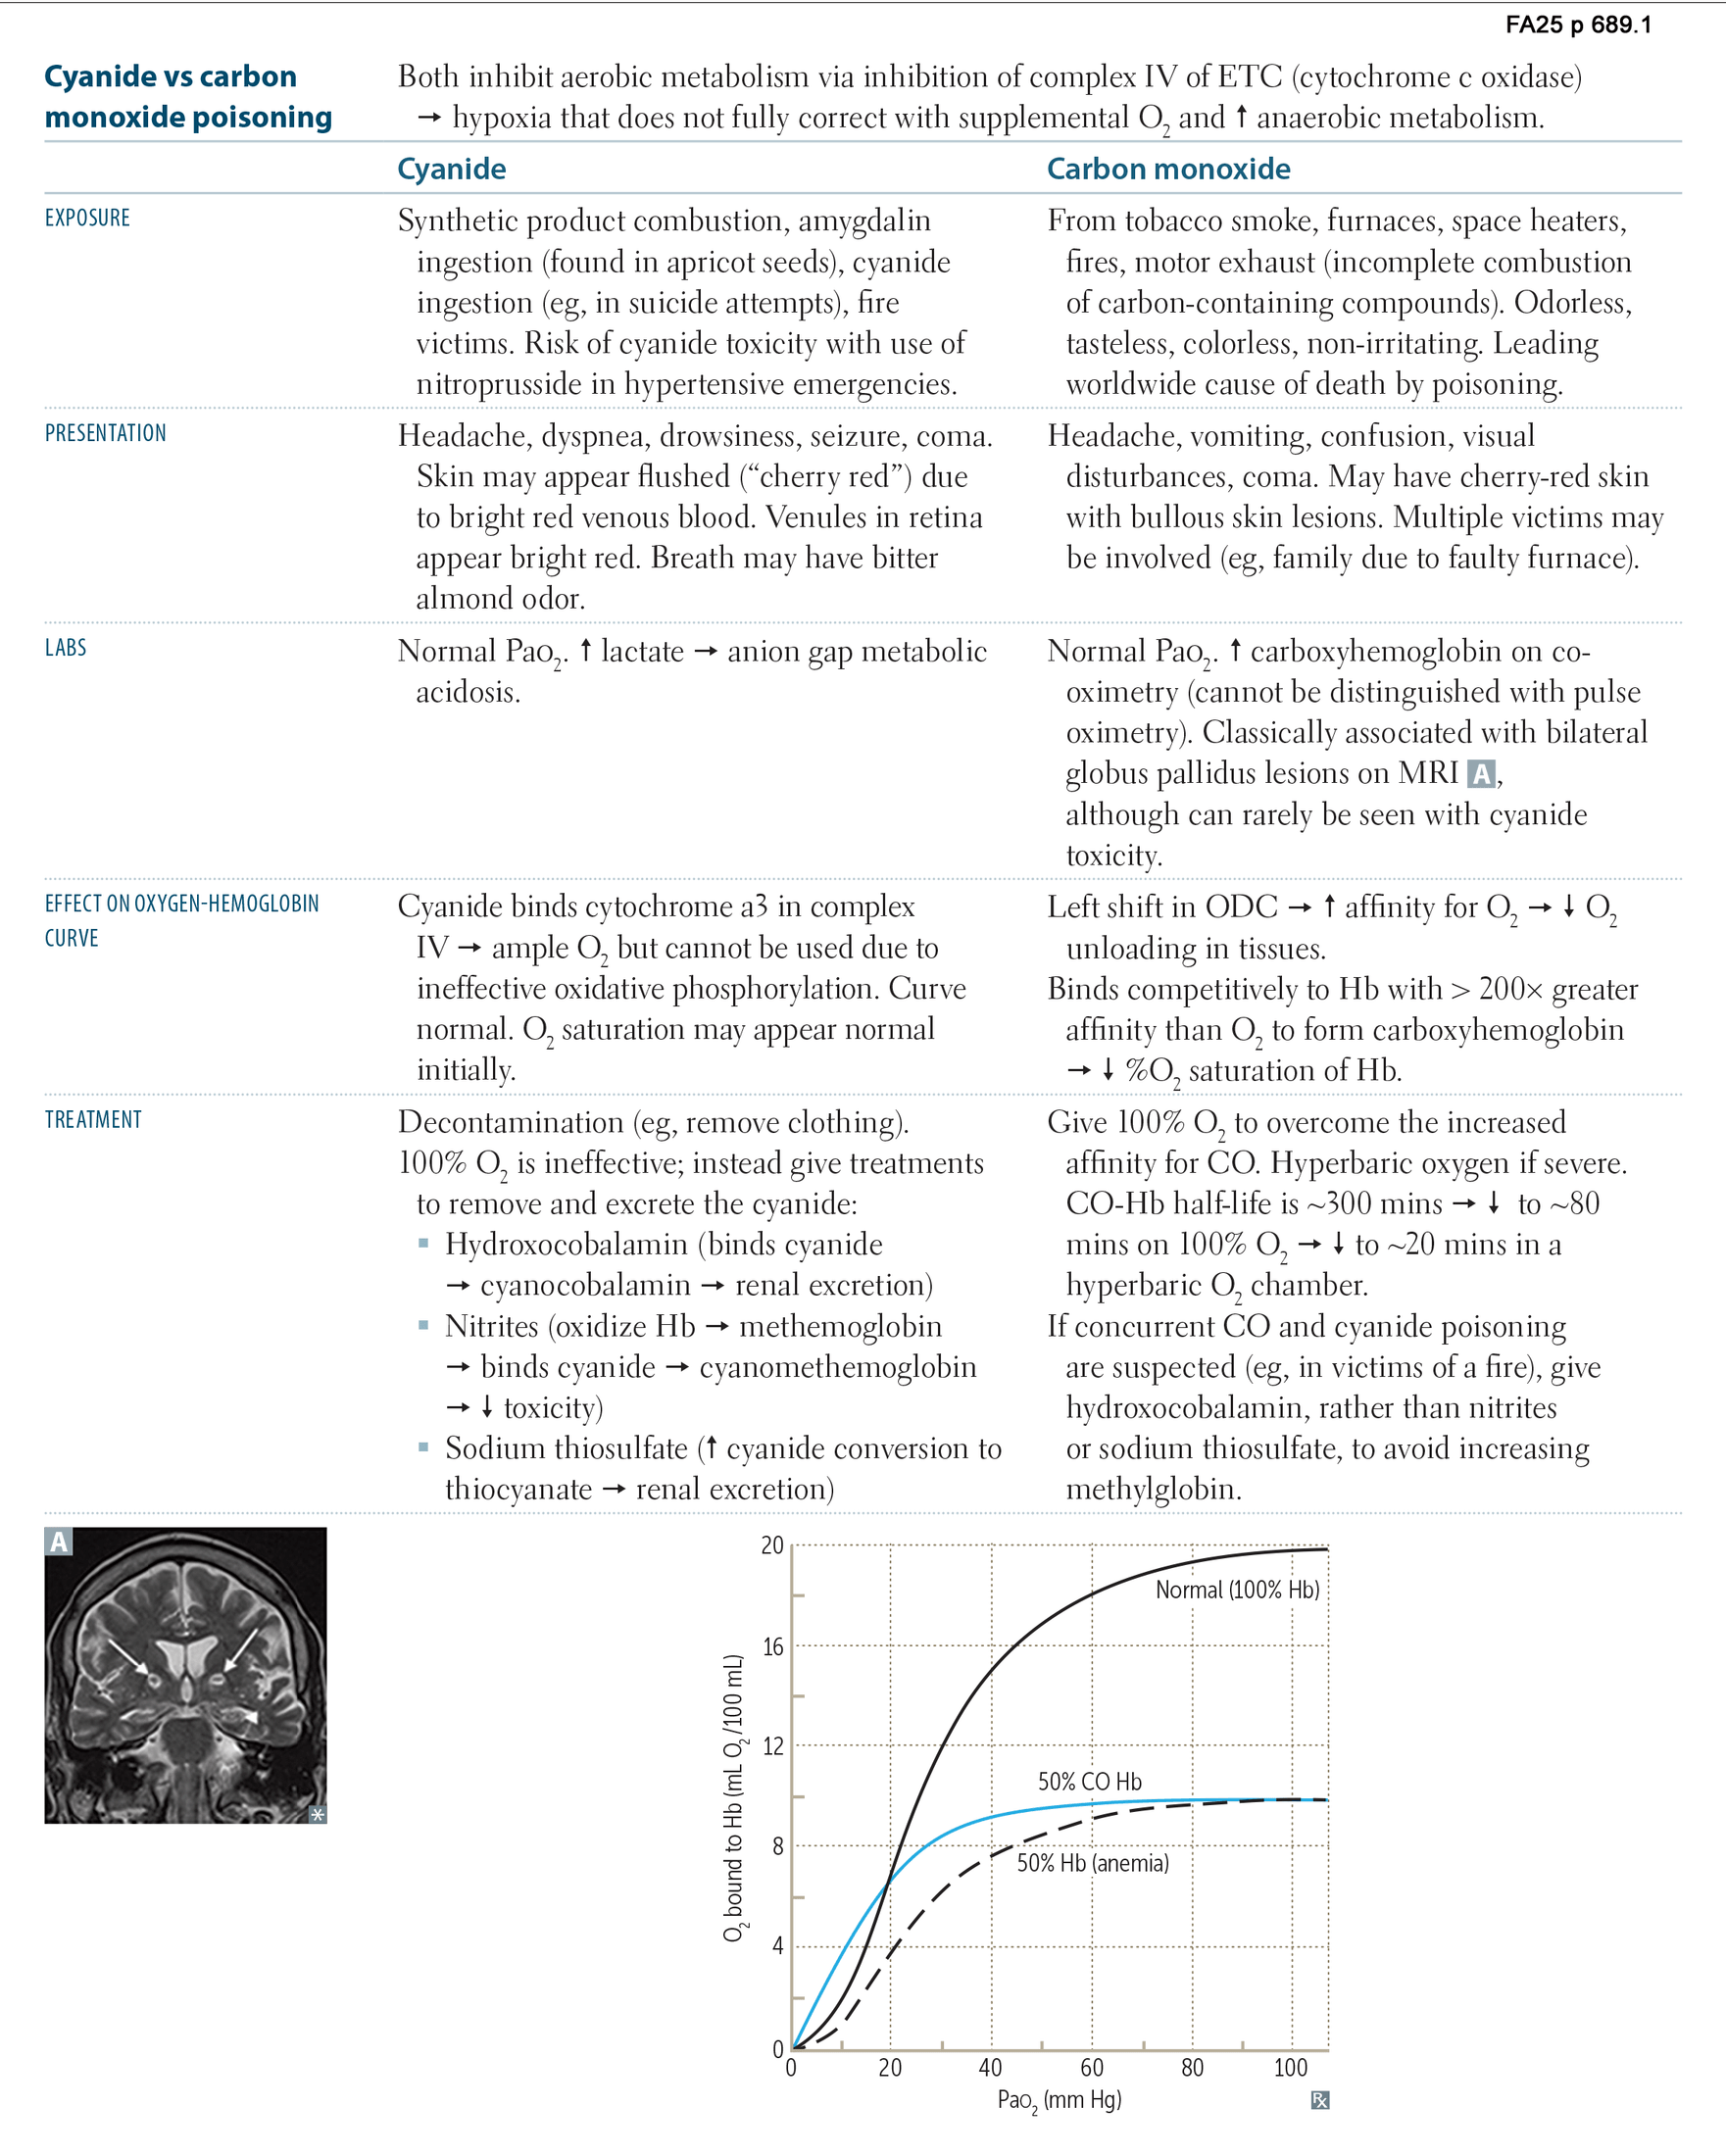 FA25 p 689.1
Cyanide vs carbon
monoxide poisoning
Both inhibit aerobic metabolism via inhibition of complex IV of ETC (cytochrome c oxidase)
→ hypoxia that does not fully correct with supplemental O₂ and ↑ anaerobic metabolism.
Cyanide
Carbon monoxide
EXPOSURE
Synthetic product combustion, amygdalin
ingestion (found in apricot seeds), cyanide
ingestion (eg, in suicide attempts), fire
victims. Risk of cyanide toxicity with use of
nitroprusside in hypertensive emergencies.
From tobacco smoke, furnaces, space heaters,
fires, motor exhaust (incomplete combustion
of carbon-containing compounds). Odorless,
tasteless, colorless, non-irritating. Leading
worldwide cause of death by poisoning.
PRESENTATION
Headache, dyspnea, drowsiness, seizure, coma.
Skin may appear flushed (“cherry red”) due
to bright red venous blood. Venules in retina
appear bright red. Breath may have bitter
almond odor.
Headache, vomiting, confusion, visual
disturbances, coma. May have cherry-red skin
with bullous skin lesions. Multiple victims may
be involved (eg, family due to faulty furnace).
LABS
Normal Pao₂. ↑ lactate → anion gap metabolic
acidosis.
Normal Pao₂. ↑ carboxyhemoglobin on co-
oximetry (cannot be distinguished with pulse
oximetry). Classically associated with bilateral
globus pallidus lesions on MRI A,
although can rarely be seen with cyanide
toxicity.
EFFECT ON OXYGEN-HEMOGLOBIN
CURVE
Cyanide binds cytochrome a3 in complex
IV → ample O₂ but cannot be used due to
ineffective oxidative phosphorylation. Curve
normal. O₂ saturation may appear normal
initially.
Left shift in ODC → ↑ affinity for O₂ → ↓ O₂
unloading in tissues.
Binds competitively to Hb with > 200× greater
affinity than O₂ to form carboxyhemoglobin
→ ↓ %O₂ saturation of Hb.
TREATMENT
Decontamination (eg, remove clothing).
100% O₂ is ineffective; instead give treatments
to remove and excrete the cyanide:
▪ Hydroxocobalamin (binds cyanide
→ cyanocobalamin → renal excretion)
▪ Nitrites (oxidize Hb → methemoglobin
→ binds cyanide → cyanomethemoglobin
→ ↓ toxicity)
▪ Sodium thiosulfate (↑ cyanide conversion to
thiocyanate → renal excretion)
Give 100% O₂ to overcome the increased
affinity for CO. Hyperbaric oxygen if severe.
CO-Hb half-life is ~300 mins → ↓ to ~80
mins on 100% O₂ → ↓ to ~20 mins in a
hyperbaric O₂ chamber.
If concurrent CO and cyanide poisoning
are suspected (eg, in victims of a fire), give
hydroxocobalamin, rather than nitrites
or sodium thiosulfate, to avoid increasing
methylglobin.
A
*
O₂ bound to Hb (mL O₂/100 mL)
20
16
12
8
4
0
Normal (100% Hb)
50% CO Hb
50% Hb (anemia)
0 20 40 60 80 100
Pao₂ (mm Hg)
Rx